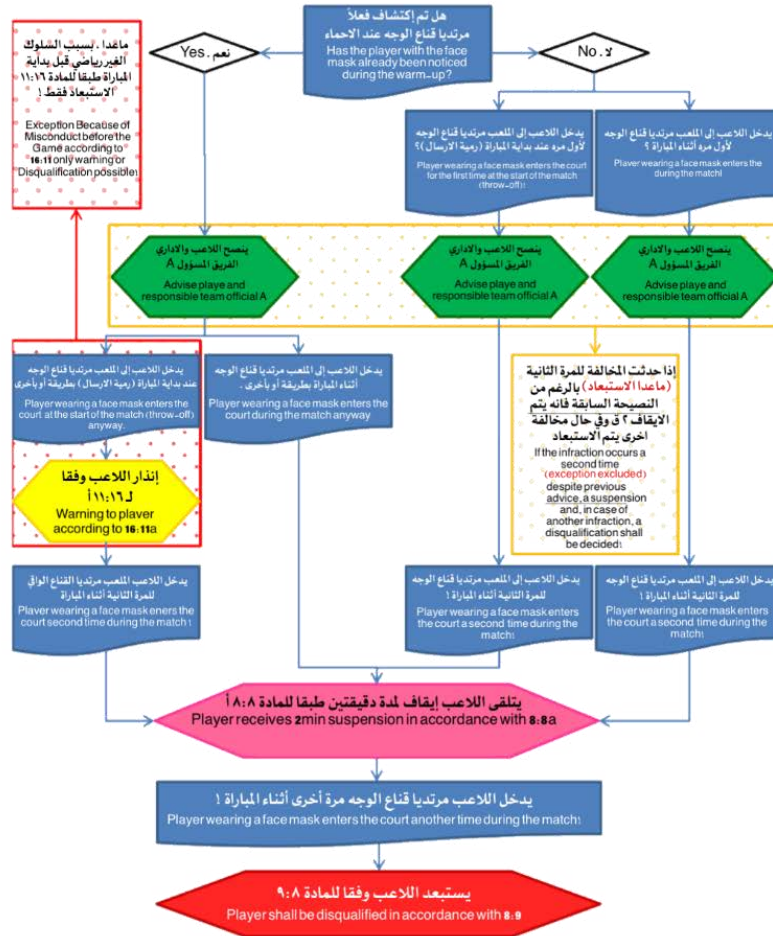 هل تم إكتشاف فعلاً
مرتديا قناع الوجه عند الاحماء
Has the player with the face
mask already been noticed
during the warm-up?
نعم . Yes
لا . No
ماعدا . بسبب السلوك
الغير رياضي قبل بداية
المباراة طبقا للمادة ١١:١٦
الاستبعاد فقط !
Exception Because of
Misconduct before the
Game according to
16:11 only warning or
Disqualification possible!
يدخل اللاعب إلى الملعب مرتديا قناع الوجه
لأول مره عند بداية المباراة (رمية الارسال)؟
Player wearing a face mask enters the court
for the first time at the start of the match
(throw-off)!
يدخل اللاعب إلى الملعب مرتديا قناع الوجه
لأول مره أثناء المباراة ؟
Player wearing a face mask enters the
during the match!
ينصح اللاعب والاداري
الفريق المسؤول A
Advise playe and
responsible team official A
ينصح اللاعب والاداري
الفريق المسؤول A
Advise playe and
responsible team official A
ينصح اللاعب والاداري
الفريق المسؤول A
Advise playe and
responsible team official A
يدخل اللاعب إلى الملعب مرتديا قناع الوجه
عند بداية المباراة (رمية الارسال) بطريقة أو بأخرى
Player wearing a face mask enters the
court at the start of the match (throw-off)
anyway.
يدخل اللاعب إلى الملعب مرتديا قناع الوجه
أثناء المباراة بطريقة أو بأخرى .
Player wearing a face mask enters the
court during the match anyway
إذا حدثت المخالفة للمرة الثانية
(ماعدا الاستبعاد) بالرغم من
النصيحة السابقة فانه يتم
الايقاف ٢ ق وفي حال مخالفة
اخرى يتم الاستبعاد
If the infraction occurs a
second time
(exception excluded)
despite previous
advice, a suspension
and, in case of
another infraction, a
disqualification shall
be decided!
إنذار اللاعب وفقا
لـ ١١:١٦ أ
Warning to player
according to 16:11a
يدخل اللاعب الملعب مرتديا القناع الواقي
للمرة الثانية أثناء المباراة
Player wearing a face mask eners the
court second time during the match !
يدخل اللاعب إلى الملعب مرتديا قناع الوجه
للمرة الثانية أثناء المباراة !
Player wearing a face mask enters
the court a second time during the
match!
يدخل اللاعب إلى الملعب مرتديا قناع الوجه
للمرة الثانية أثناء المباراة !
Player wearing a face mask enters
the court a second time during the
match!
يتلقى اللاعب إيقاف لمدة دقيقتين طبقا للمادة ٨:٨ أ
Player receives 2min suspension in accordance with 8:8a
يدخل اللاعب مرتديا قناع الوجه مرة أخرى أثناء المباراة !
Player wearing a face mask enters the court another time during the match!
يستبعد اللاعب وفقا للمادة ٩:٨
Player shall be disqualified in accordance with 8:9